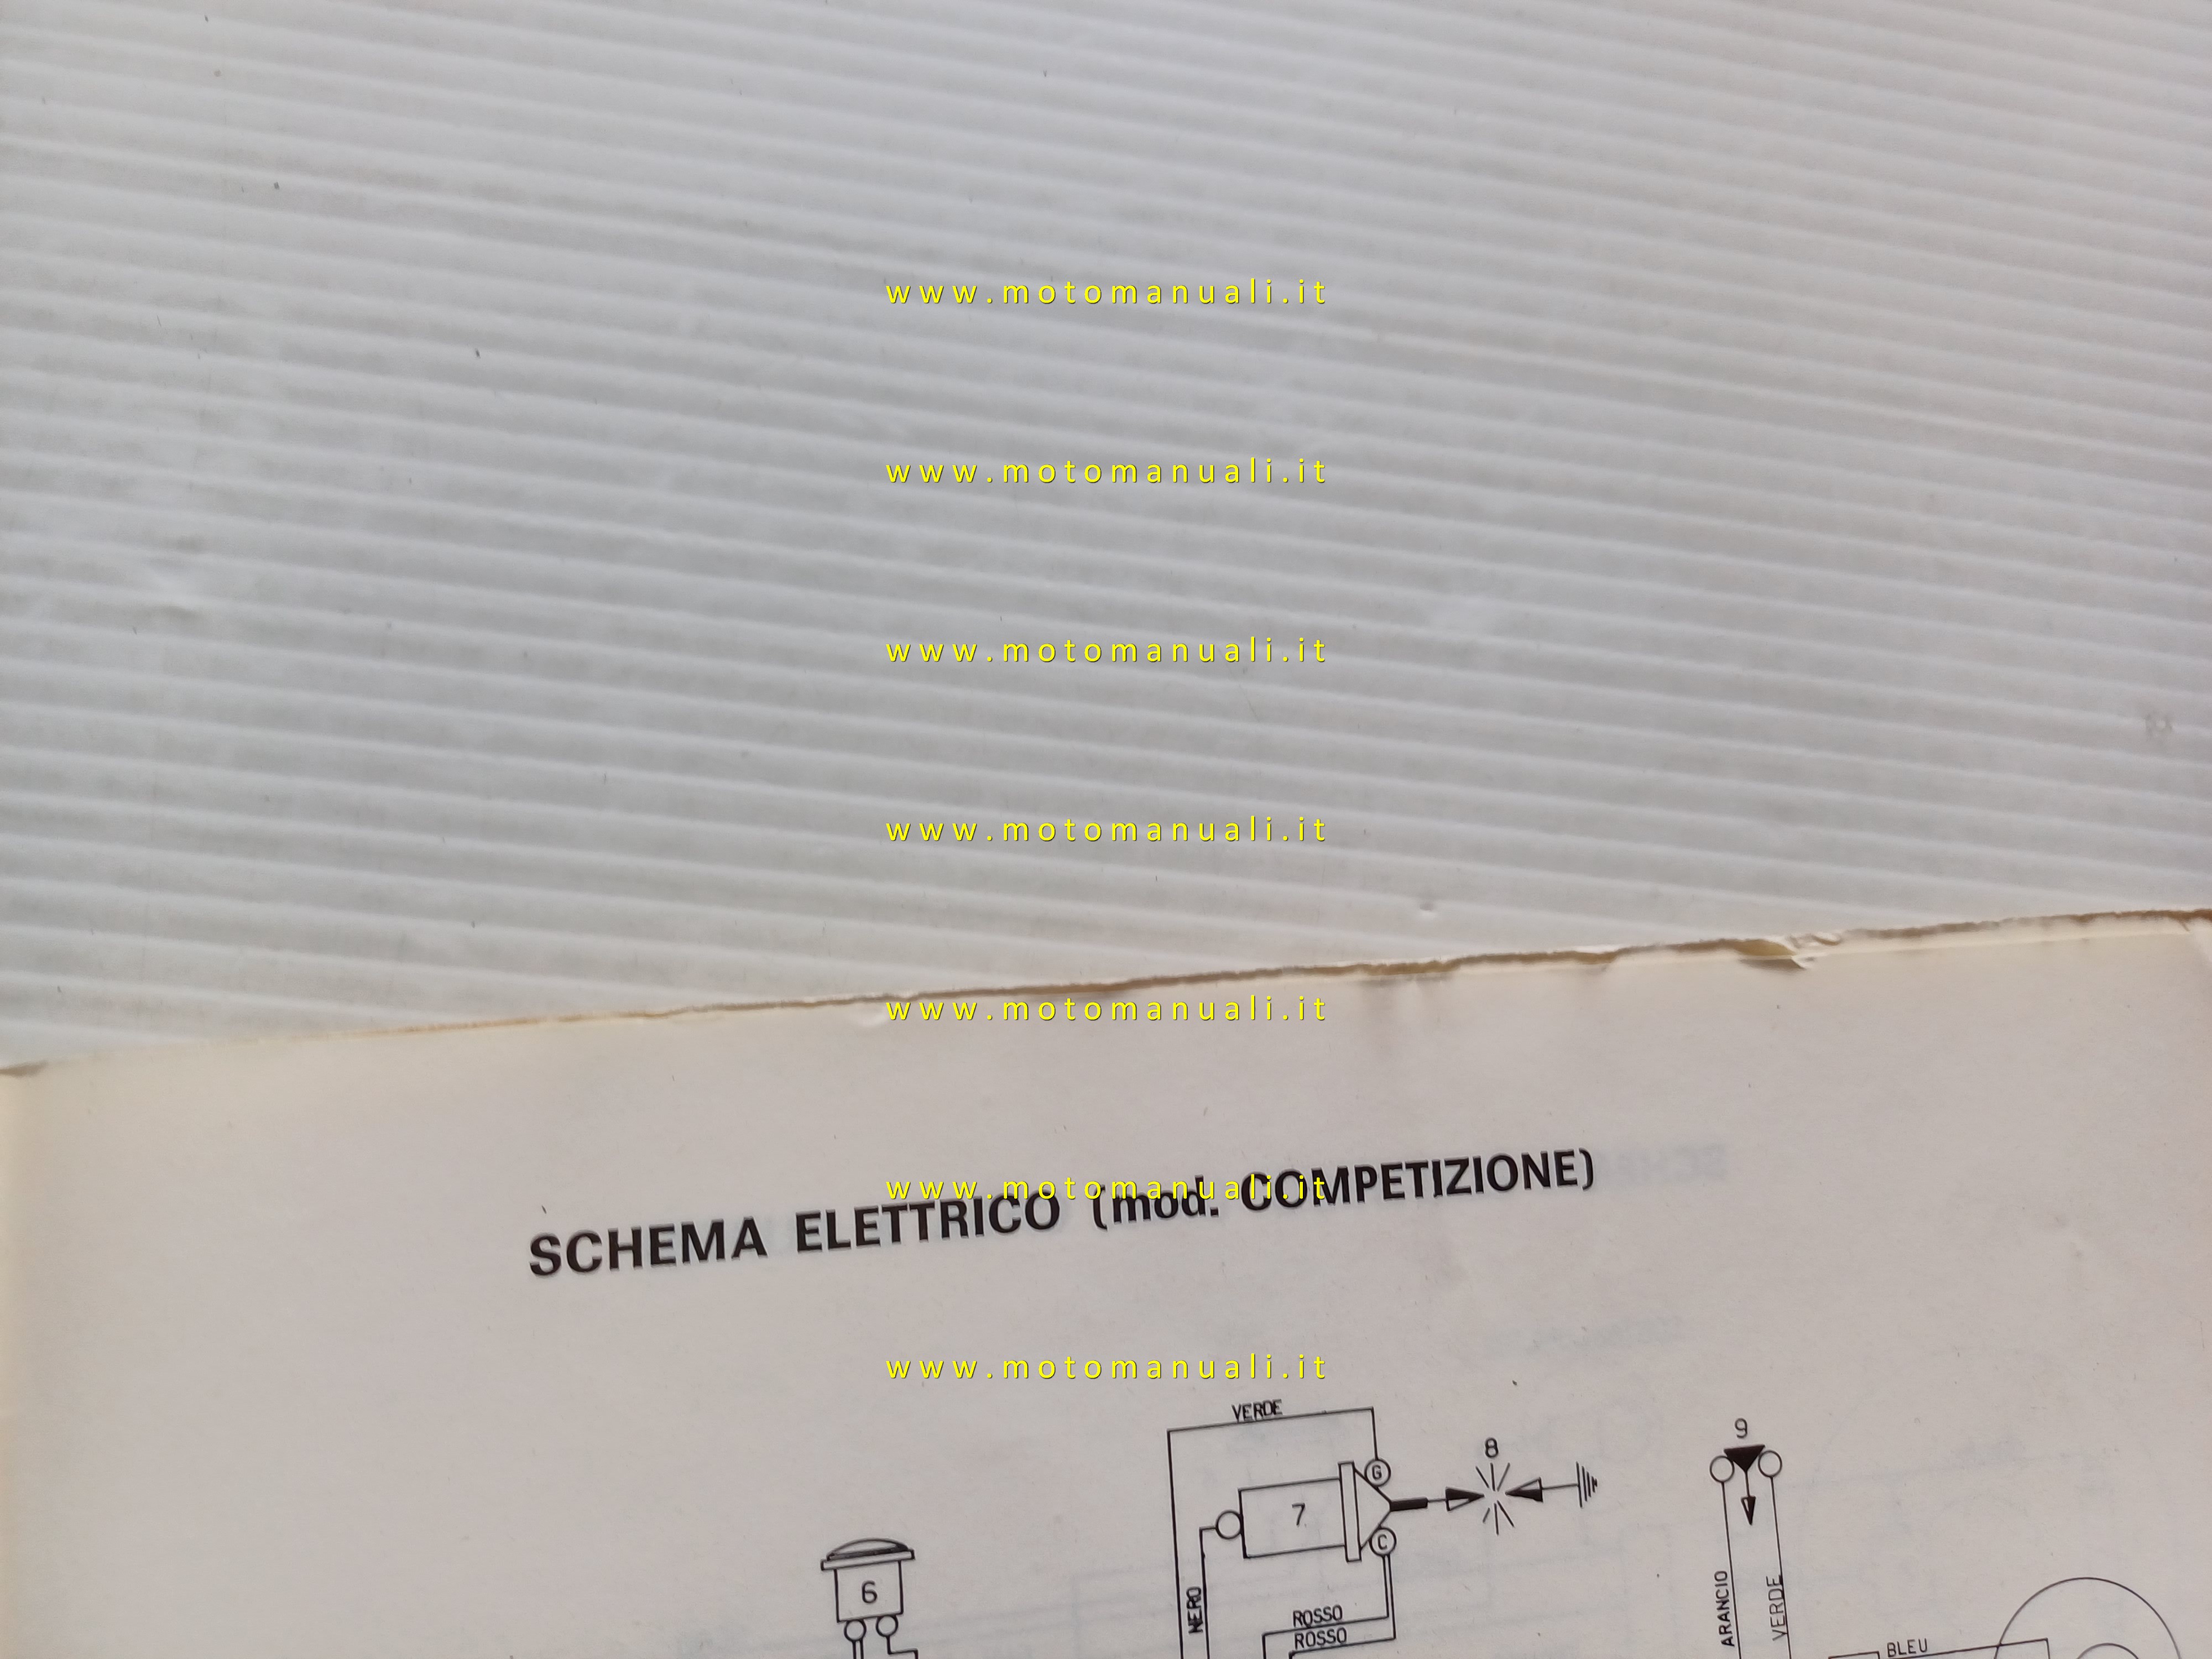 www.motomanuali.it
www.motomanuali.it
www.motomanuali.it
www.motomanuali.it
www.motomanuali.it
www.motomanuali.it
SCHEMA ELETTRICO (mod. COMPETIZIONE)
www.motomanuali.it
VERDE
9
8
G
7
C
6
NERO
ROSSO
ROSSO
ARANCIO
VERDE
BLEU